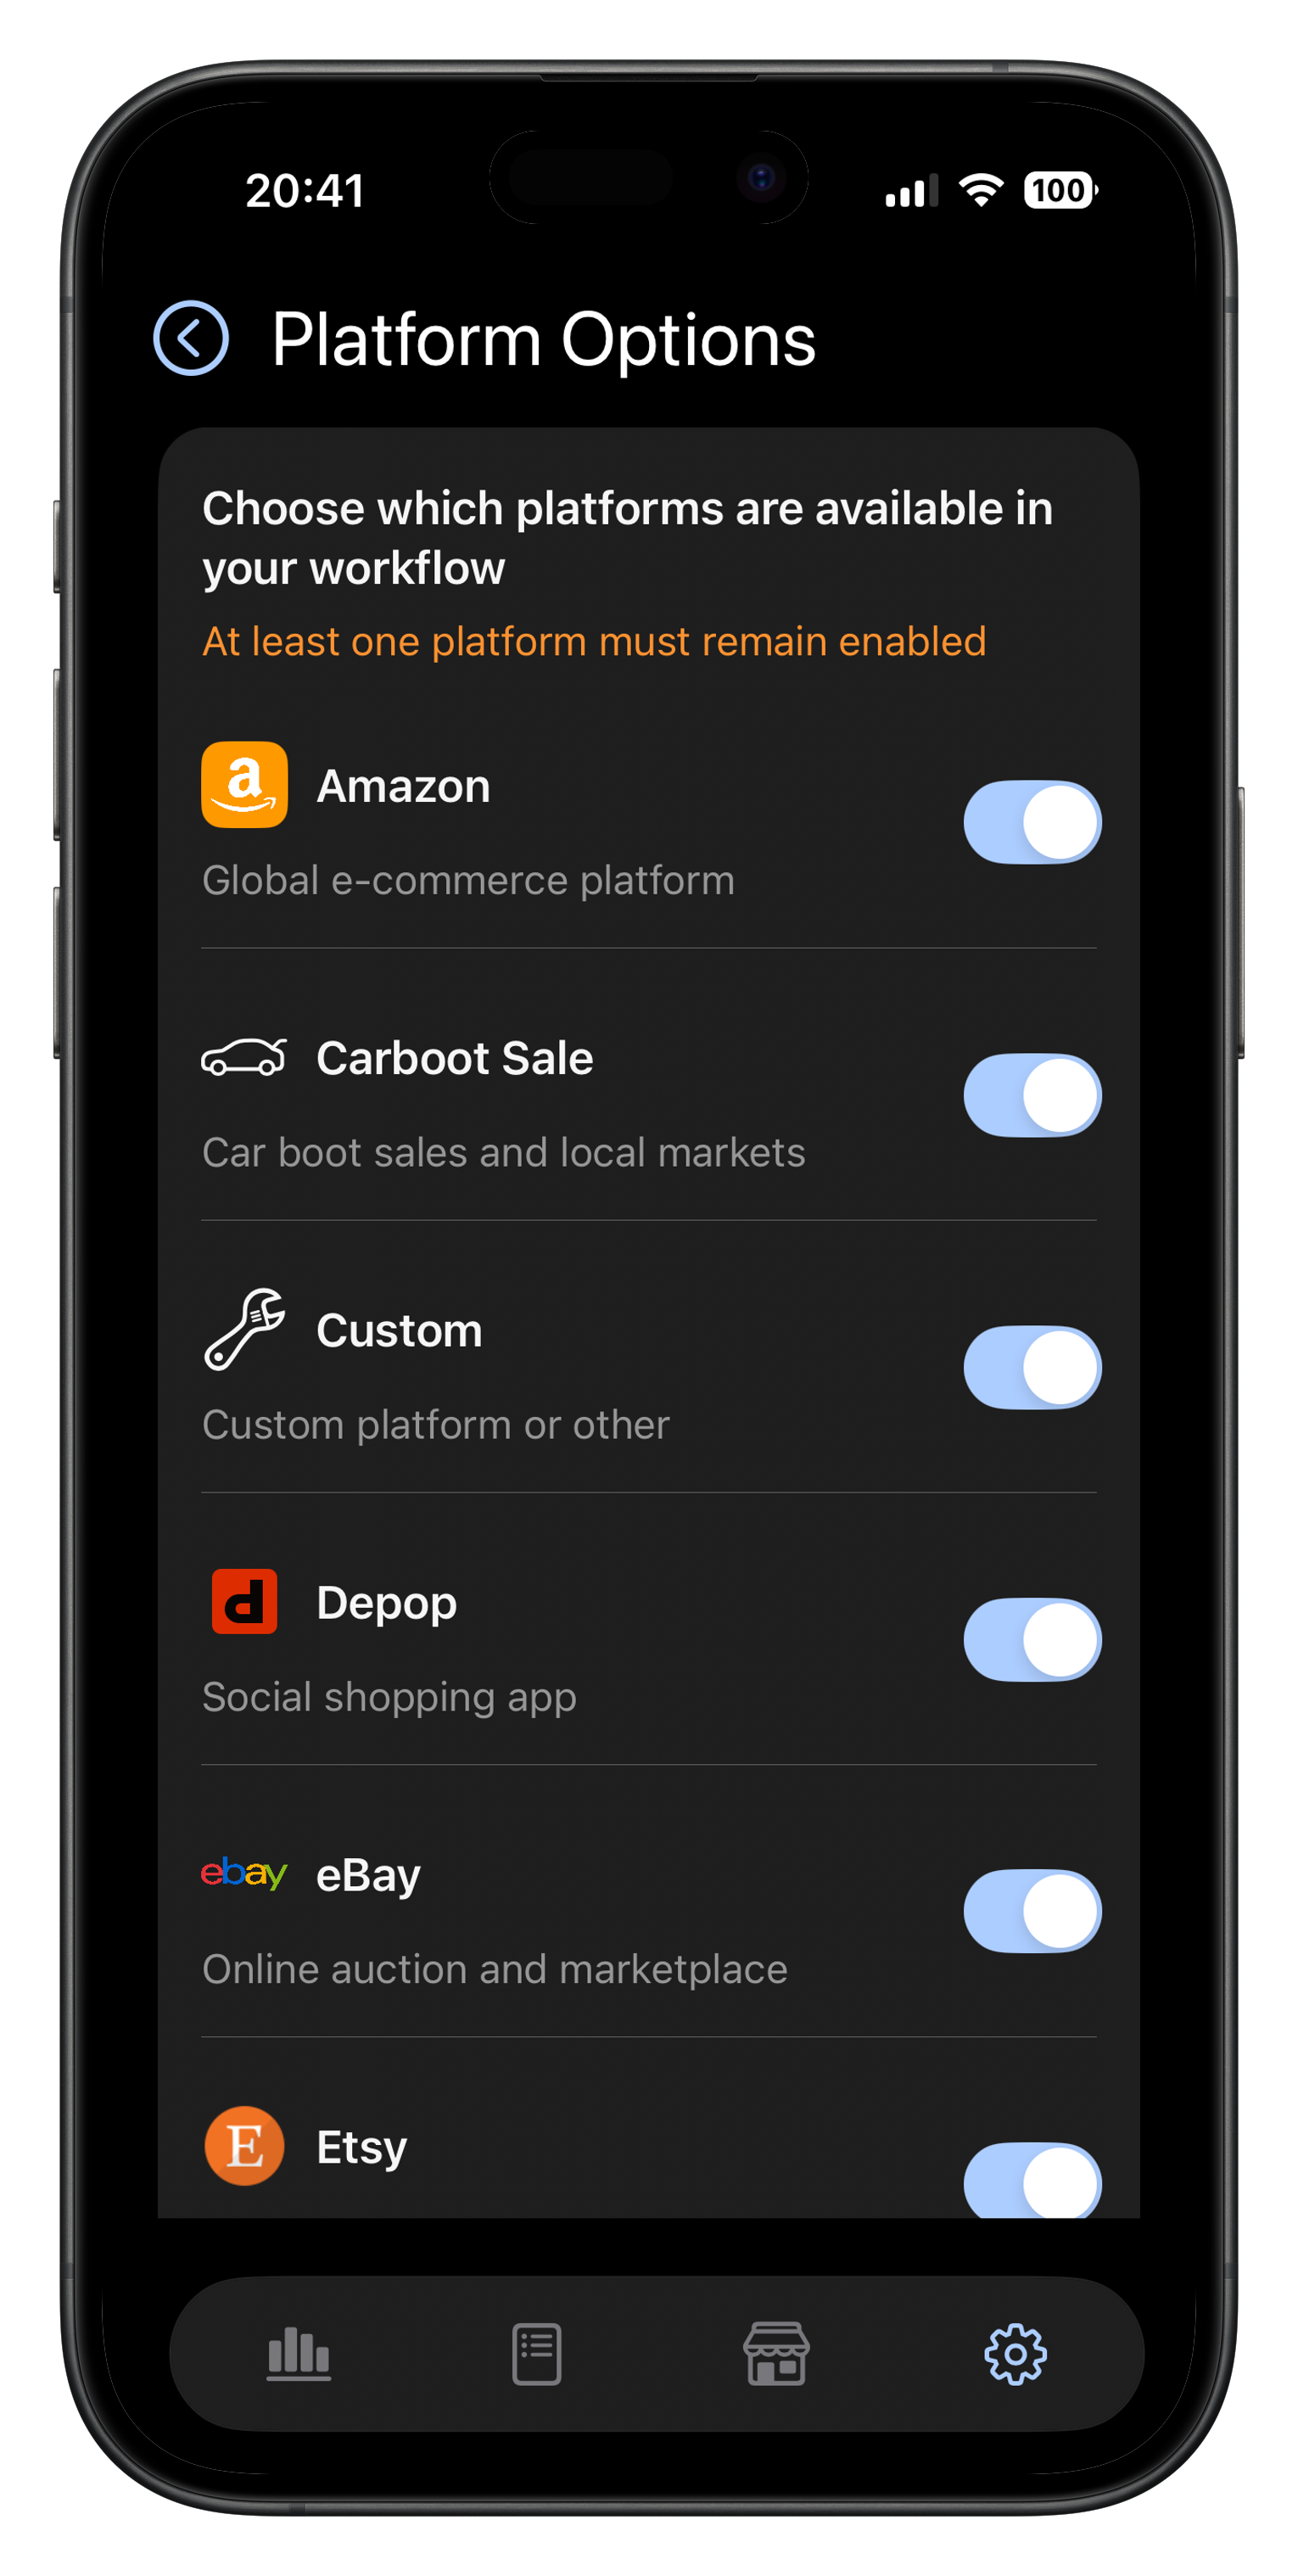 20:41
100
Platform Options
Choose which platforms are available in
your workflow
At least one platform must remain enabled
a Amazon
Global e-commerce platform
Carboot Sale
Car boot sales and local markets
Custom
Custom platform or other
d Depop
Social shopping app
ebay eBay
Online auction and marketplace
E Etsy